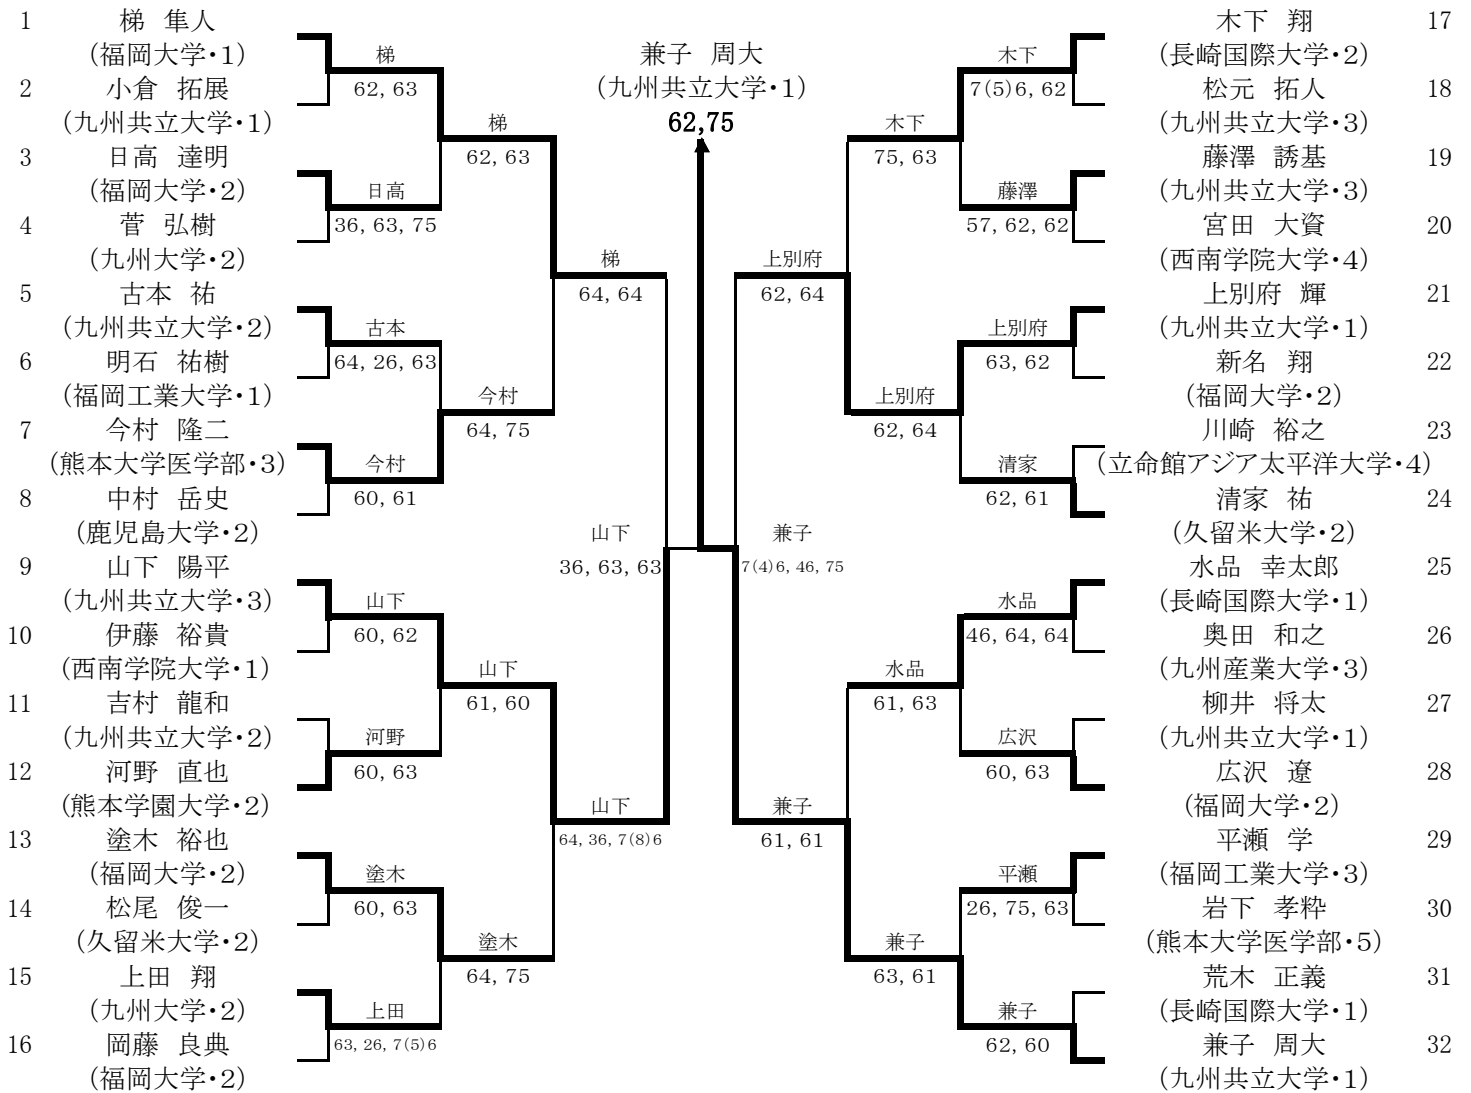 1 梯 隼人
(福岡大学・1)
2 小倉 拓展
(九州共立大学・1)
3 日高 達明
(福岡大学・2)
4 菅 弘樹
(九州大学・2)
5 古本 祐
(九州共立大学・2)
6 明石 祐樹
(福岡工業大学・1)
7 今村 隆二
(熊本大学医学部・3)
8 中村 岳史
(鹿児島大学・2)
9 山下 陽平
(九州共立大学・3)
10 伊藤 裕貴
(西南学院大学・1)
11 吉村 龍和
(九州共立大学・2)
12 河野 直也
(熊本学園大学・2)
13 塗木 裕也
(福岡大学・2)
14 松尾 俊一
(久留米大学・2)
15 上田 翔
(九州大学・2)
16 岡藤 良典
(福岡大学・2)
梯
62, 63
日高
36, 63, 75
古本
64, 26, 63
今村
60, 61
山下
60, 62
河野
60, 63
塗木
60, 63
上田
63, 26, 7(5)6
梯
62, 63
今村
64, 75
山下
61, 60
塗木
64, 75
梯
64, 64
山下
64, 36, 7(8)6
山下
36, 63, 63
兼子 周大
(九州共立大学・1)
62,75
兼子
7(4)6, 46, 75
上別府
62, 64
兼子
61, 61
木下
75, 63
上別府
62, 64
水品
61, 63
兼子
63, 61
木下
7(5)6, 62
藤澤
57, 62, 62
上別府
63, 62
清家
62, 61
水品
46, 64, 64
広沢
60, 63
平瀬
26, 75, 63
兼子
62, 60
木下 翔 17
(長崎国際大学・2)
松元 拓人 18
(九州共立大学・3)
藤澤 誘基 19
(九州共立大学・3)
宮田 大資 20
(西南学院大学・4)
上別府 輝 21
(九州共立大学・1)
新名 翔 22
(福岡大学・2)
川崎 裕之 23
(立命館アジア太平洋大学・4)
清家 祐 24
(久留米大学・2)
水品 幸太郎 25
(長崎国際大学・1)
奥田 和之 26
(九州産業大学・3)
柳井 将太 27
(九州共立大学・1)
広沢 遼 28
(福岡大学・2)
平瀬 学 29
(福岡工業大学・3)
岩下 孝粋 30
(熊本大学医学部・5)
荒木 正義 31
(長崎国際大学・1)
兼子 周大 32
(九州共立大学・1)